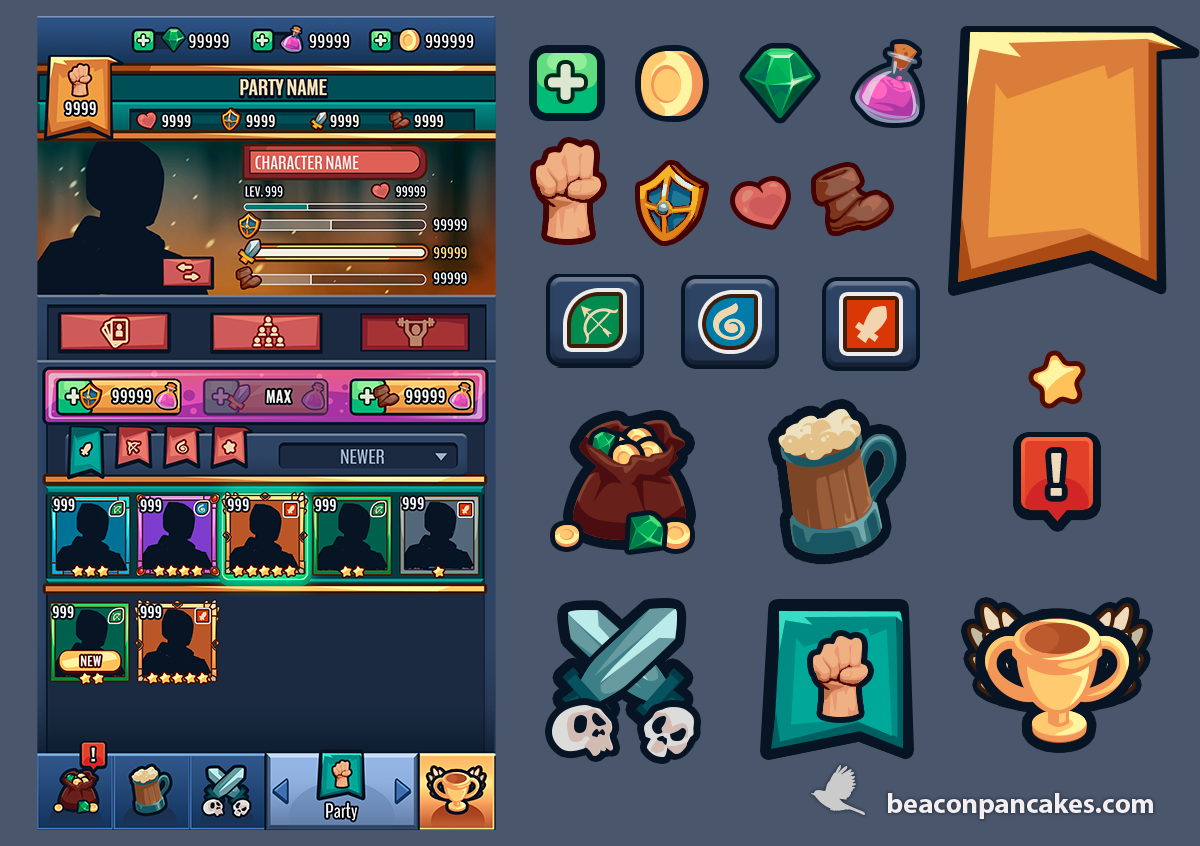 99999 99999 999999
9999
PARTY NAME
9999 9999 9999 9999
CHARACTER NAME
LEV. 999 99999
99999
99999
99999
99999 MAX 99999
NEWER
999 999 999 999 999
999 999
NEW
!
Party
!
beaconpancakes.com